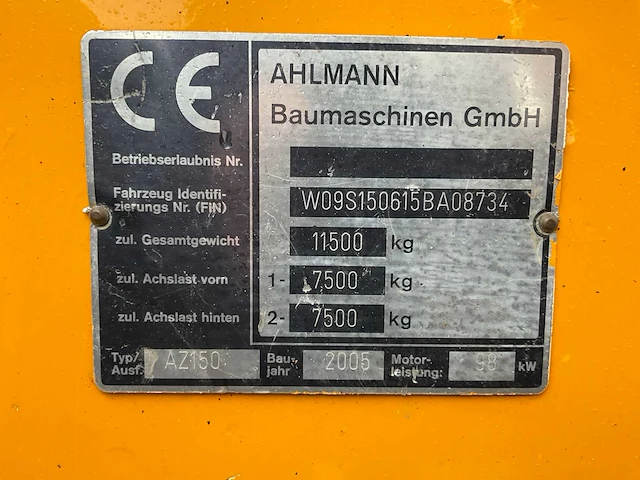 CE
AHLMANN
Baumaschinen GmbH
Betriebserlaubnis Nr.
Fahrzeug Identifi-
zierungs Nr. (FIN) W09S150615BA08734
zul. Gesamtgewicht 11500 kg
zul. Achslast vorn 1- 7500 kg
zul. Achslast hinten 2- 7500 kg
Typ/
Ausf. AZ150 Bau-
jahr 2005 Motor-
leistung: 98 kW